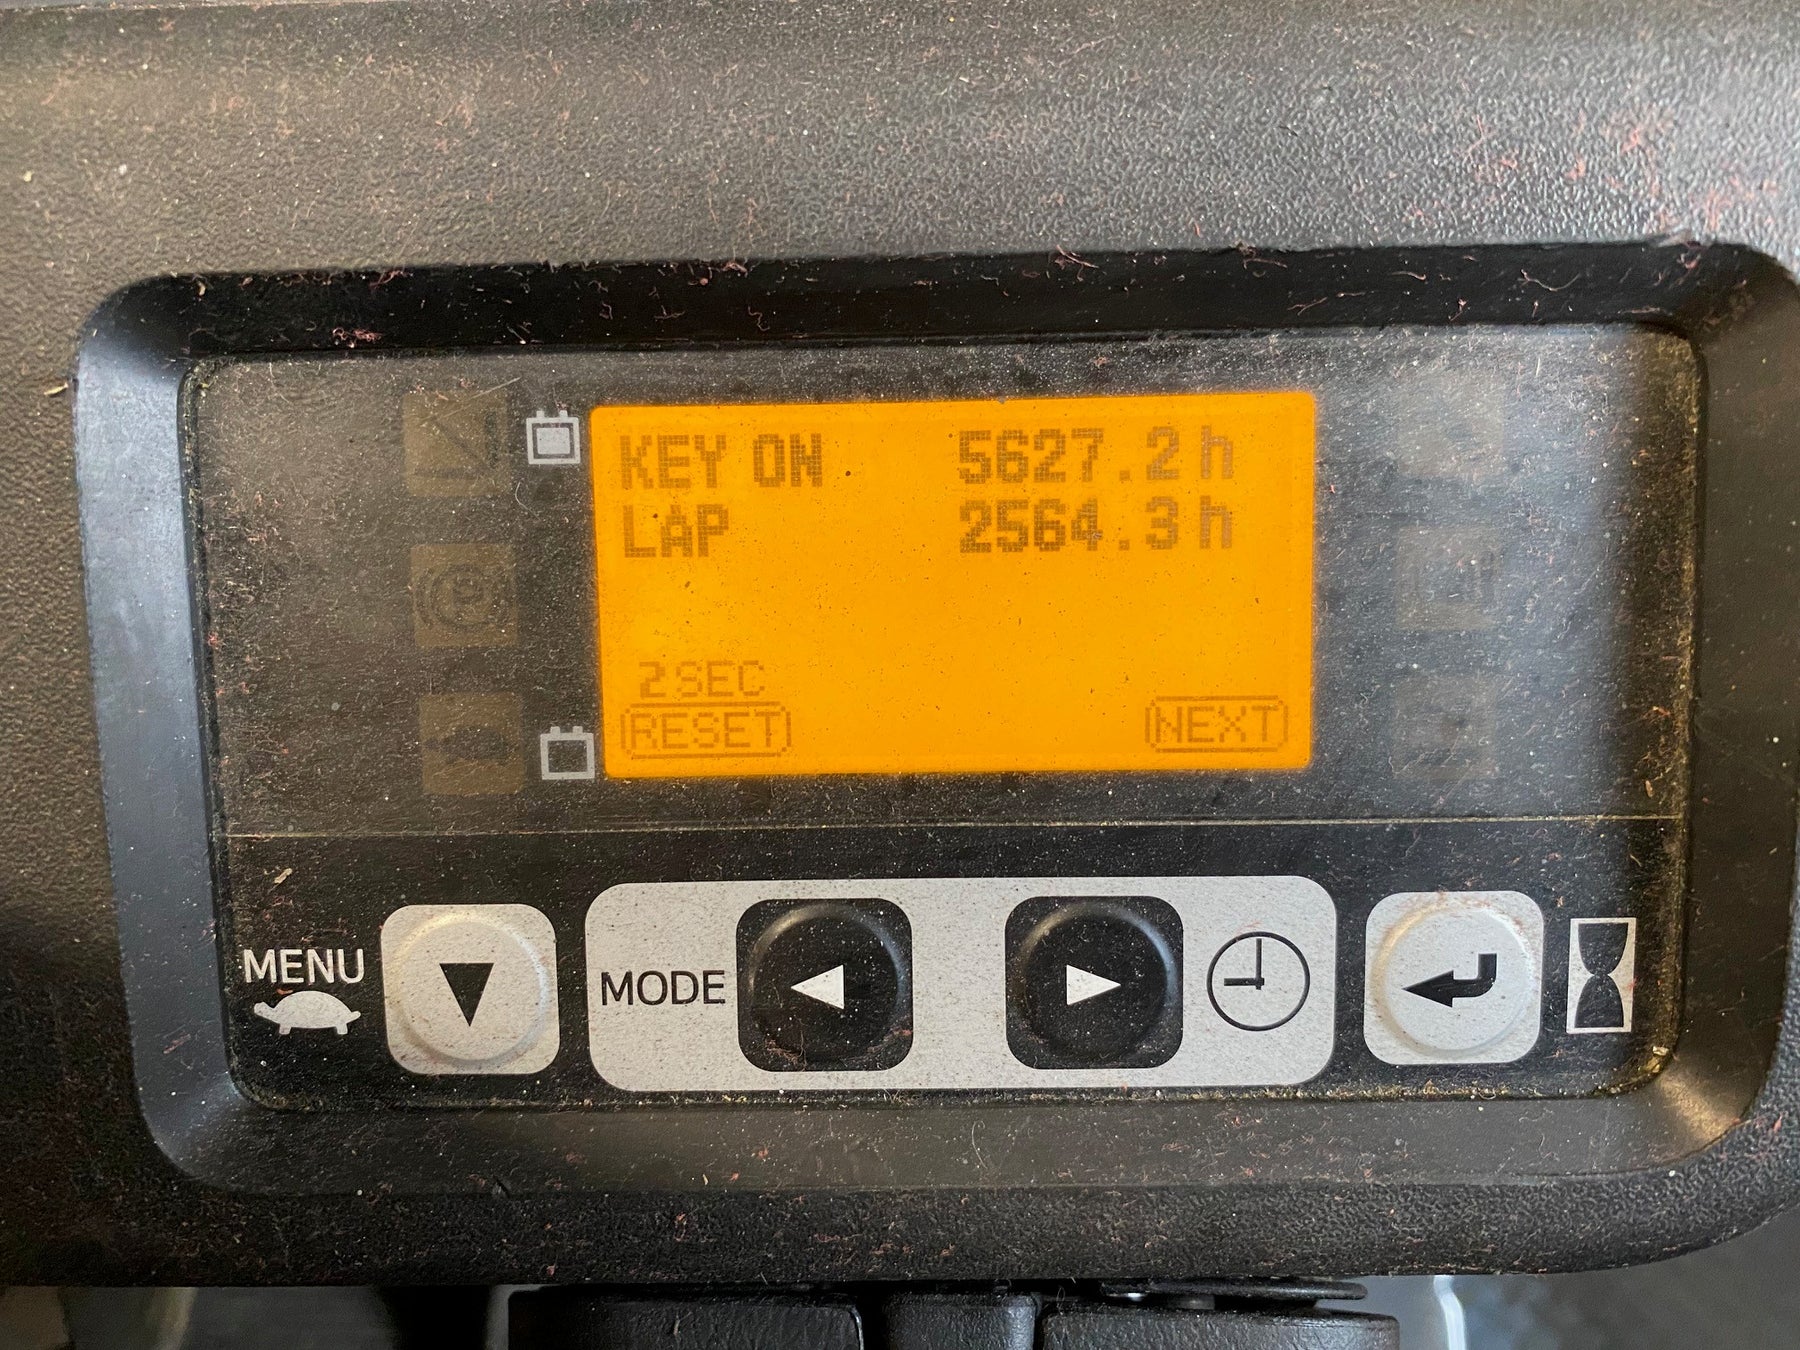 KEY ON 5627.2 h
LAP 2564.3 h
2 SEC
RESET NEXT
MENU MODE